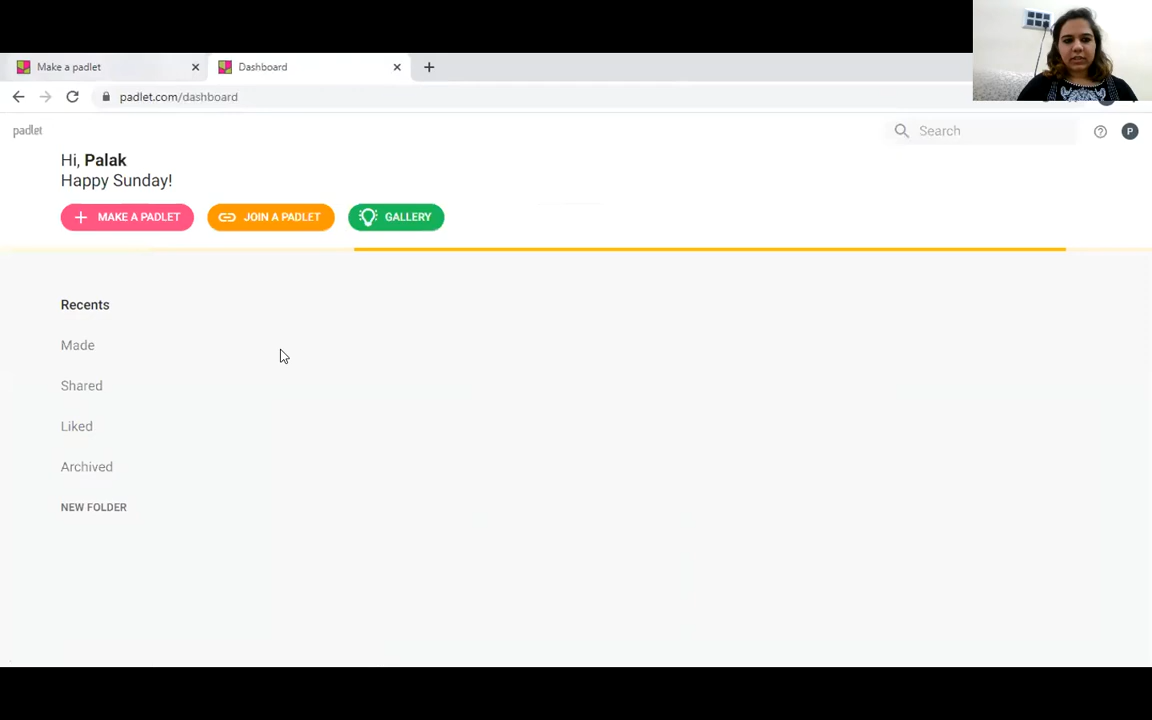 Make a padlet
Dashboard
padlet.com/dashboard
padlet
Search
P
Hi, Palak
Happy Sunday!
MAKE A PADLET
JOIN A PADLET
GALLERY
Recents
Made
Shared
Liked
Archived
NEW FOLDER